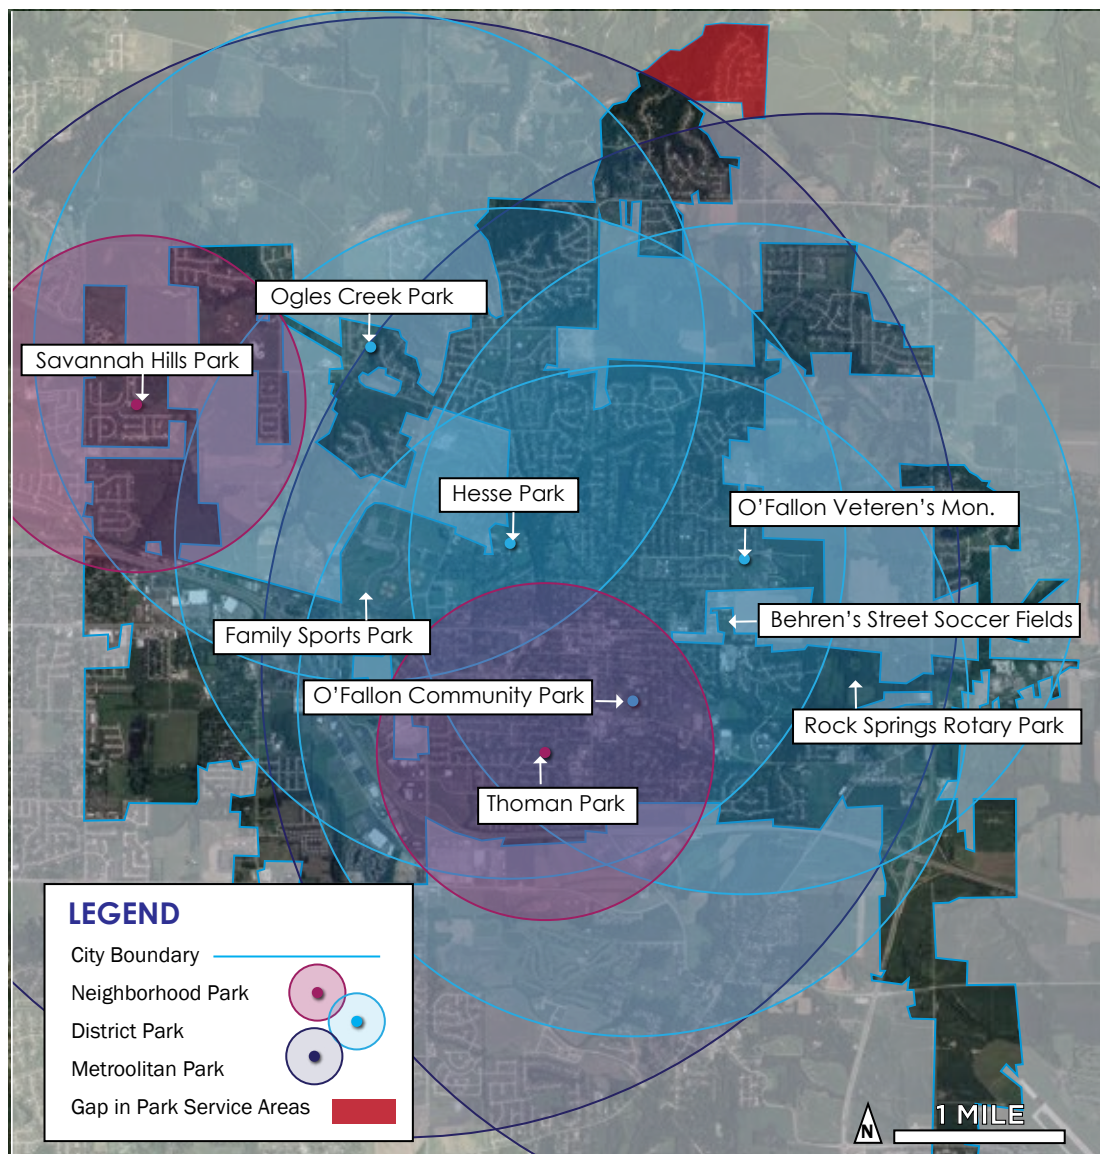 Ogles Creek Park
Savannah Hills Park
Hesse Park
O'Fallon Veteren's Mon.
Behren's Street Soccer Fields
Family Sports Park
O'Fallon Community Park
Rock Springs Rotary Park
Thoman Park
LEGEND
City Boundary
Neighborhood Park
District Park
Metroolitan Park
Gap in Park Service Areas
N
1 MILE